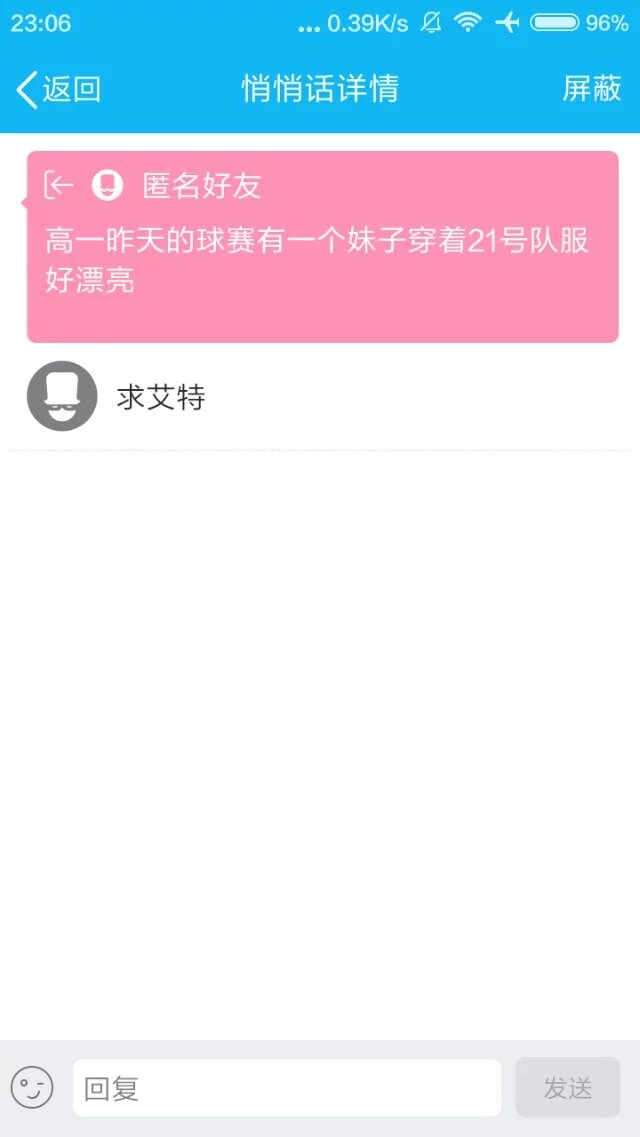 23:06 ... 0.39K/s 96%
返回 悄悄话详情 屏蔽
匿名好友
高一昨天的球赛有一个妹子穿着21号队服
好漂亮
求艾特
回复 发送